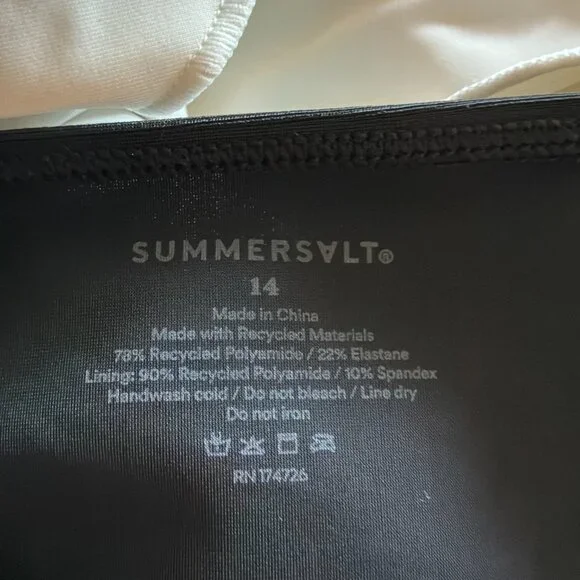 SUMMERSⱯLT®
14
Made in China
Made with Recycled Materials
78% Recycled Polyamide / 22% Elastane
Lining: 90% Recycled Polyamide / 10% Spandex
Handwash cold / Do not bleach / Line dry
Do not iron
RN 174726